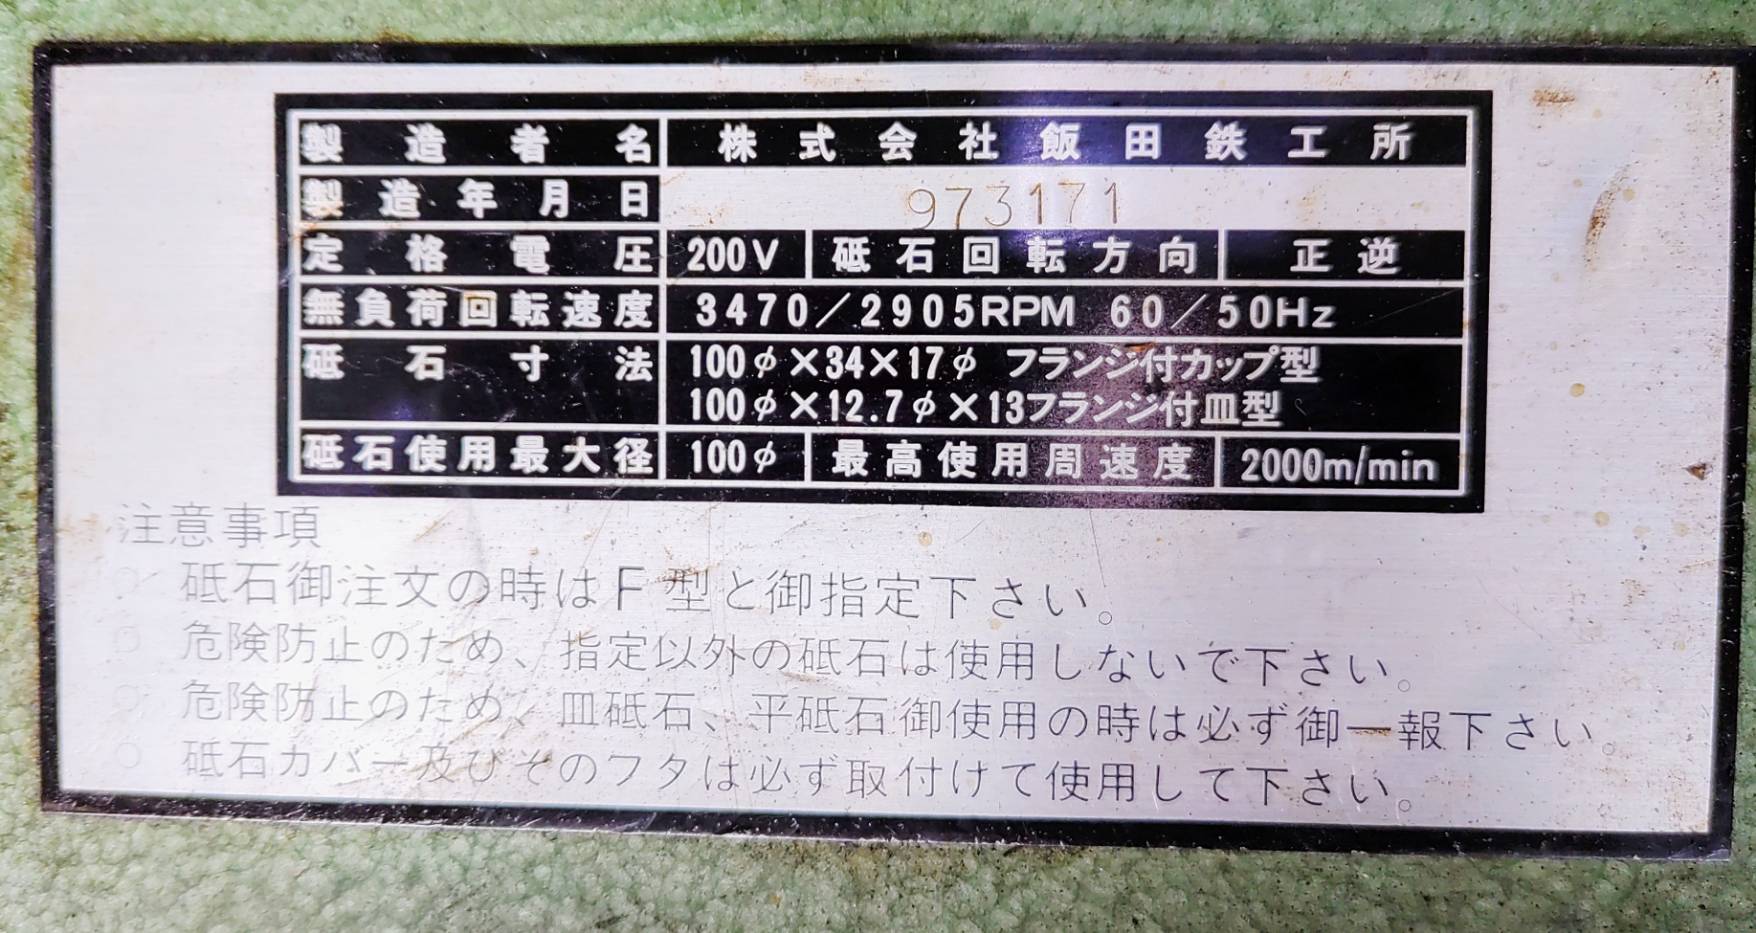 製造者名 株式会社飯田鉄工所
製造年月日 973171
定格電圧 200V 砥石回転方向 正逆
無負荷回転速度 3470/2905RPM 60/50Hz
砥石寸法 100φ×34×17φ フランジ付カップ型
100φ×12.7φ×13フランジ付皿型
砥石使用最大径 100φ 最高使用周速度 2000m/min
注意事項
○ 砥石御注文の時はF型と御指定下さい。
○ 危険防止のため、指定以外の砥石は使用しないで下さい。
○ 危険防止のため、皿砥石、平砥石御使用の時は必ず御一報下さい。
○ 砥石カバー及びそのフタは必ず取付けて使用して下さい。